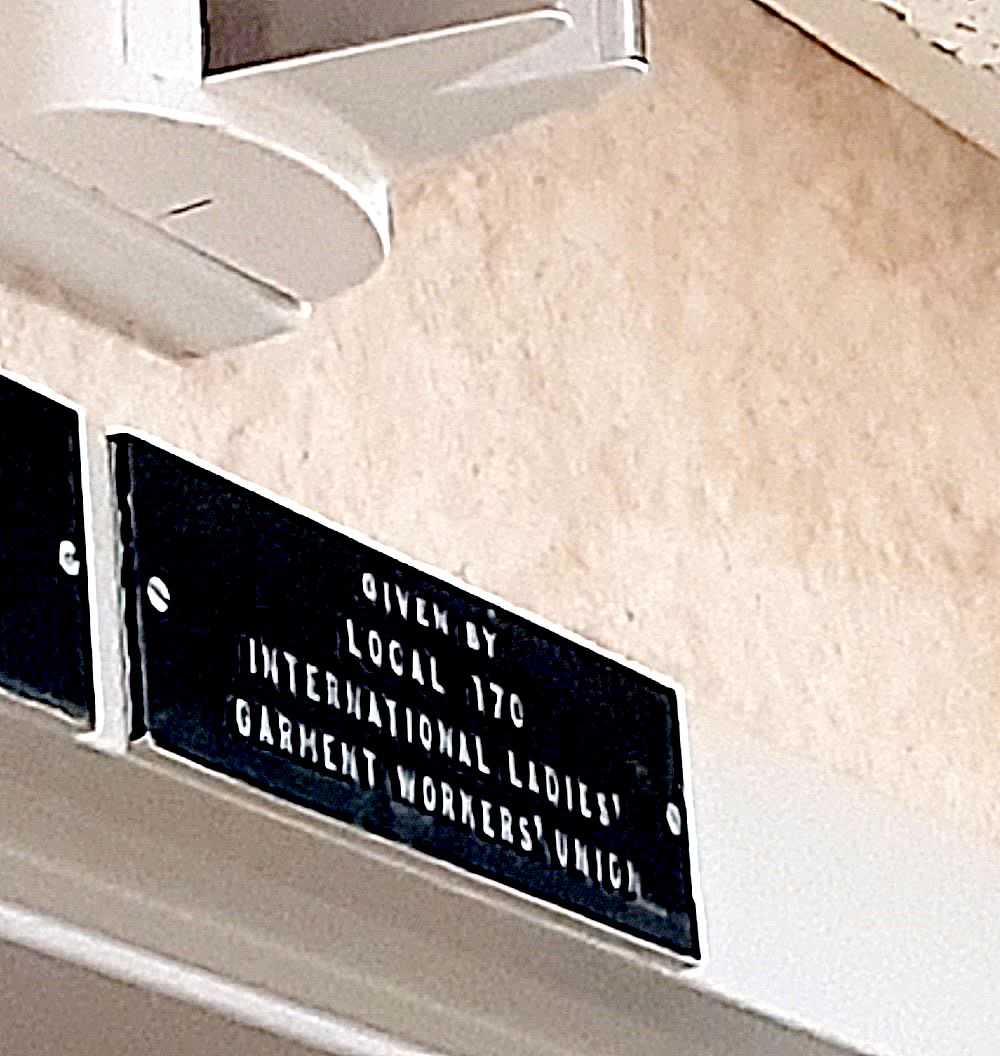 GIVEN BY
LOCAL 170
INTERNATIONAL LADIES'
GARMENT WORKERS' UNION